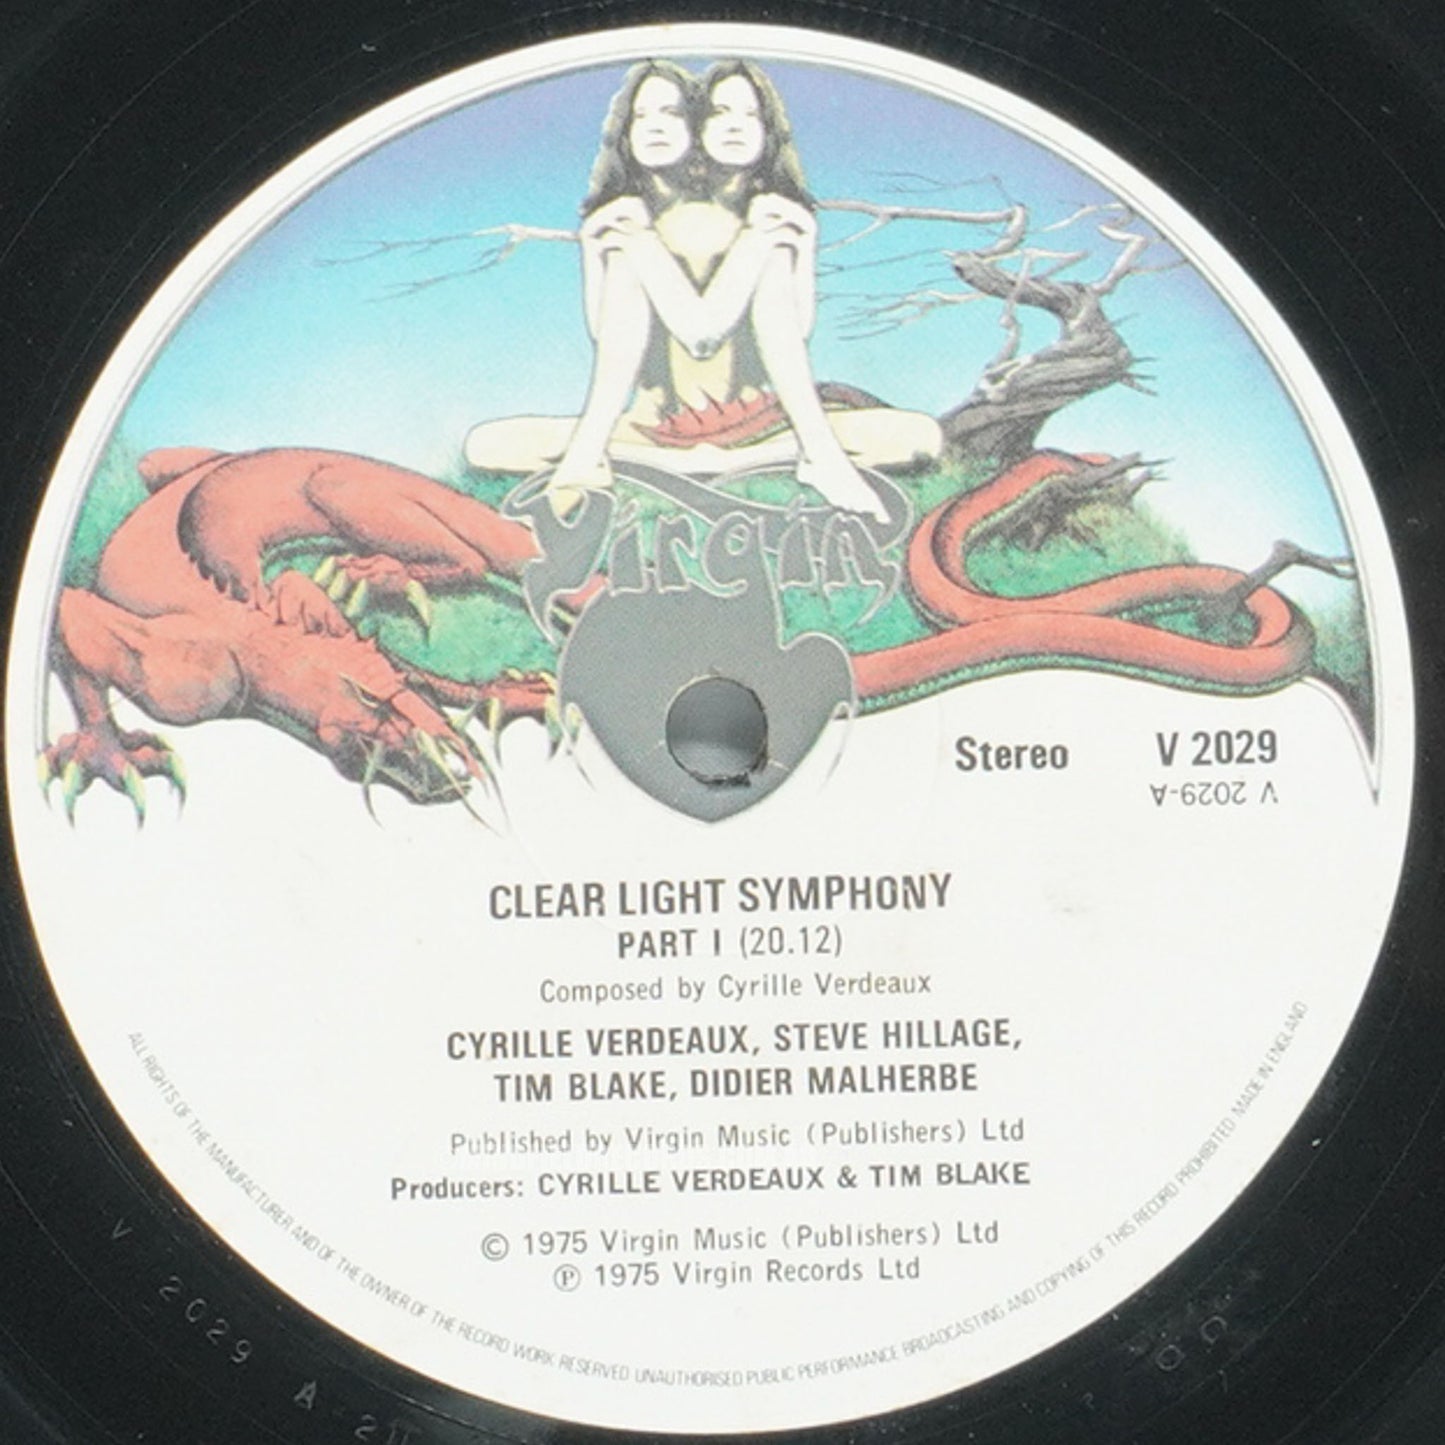 Virgin
Stereo V 2029
V 2029-A
CLEAR LIGHT SYMPHONY
PART I (20.12)
Composed by Cyrille Verdeaux
CYRILLE VERDEAUX, STEVE HILLAGE,
TIM BLAKE, DIDIER MALHERBE
Published by Virgin Music (Publishers) Ltd
Producers: CYRILLE VERDEAUX & TIM BLAKE
© 1975 Virgin Music (Publishers) Ltd
℗ 1975 Virgin Records Ltd
ALL RIGHTS OF THE MANUFACTURER AND OF THE OWNER OF THE RECORD WORK RESERVED UNAUTHORISED PUBLIC PERFORMANCE BROADCASTING AND COPYING OF THIS RECORD PROHIBITED MADE IN ENGLAND
V 2029 A